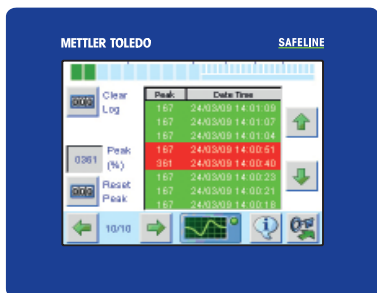 METTLER TOLEDO
SAFELINE
Clear Log
Peak Date Time
167 24/03/09 14:01:09
167 24/03/09 14:01:07
167 24/03/09 14:01:04
167 24/03/09 14:00:51
361 24/03/09 14:00:40
167 24/03/09 14:00:23
167 24/03/09 14:00:21
167 24/03/09 14:00:18
0361
Peak (%)
000
Reset Peak
10/10